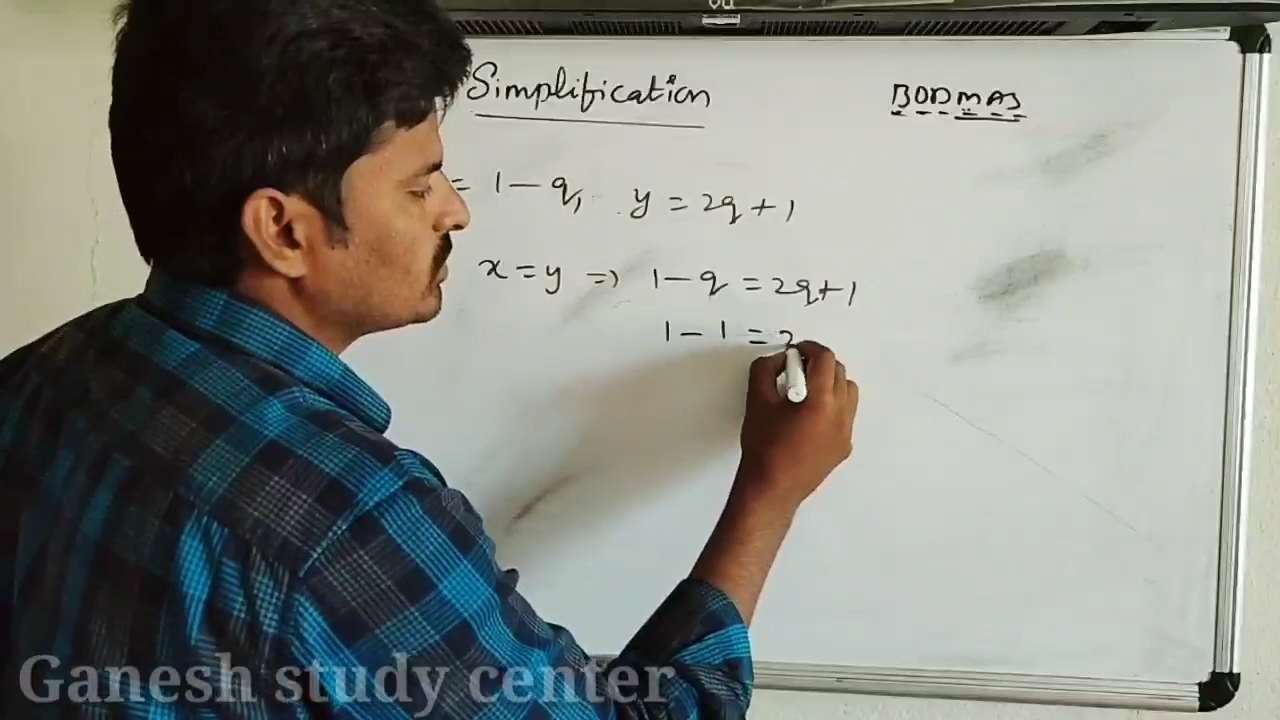 Simplification
BODMAS
= 1 - q, y = 2q + 1
x = y => 1 - q = 2q + 1
1 - 1 = 2
Ganesh study center